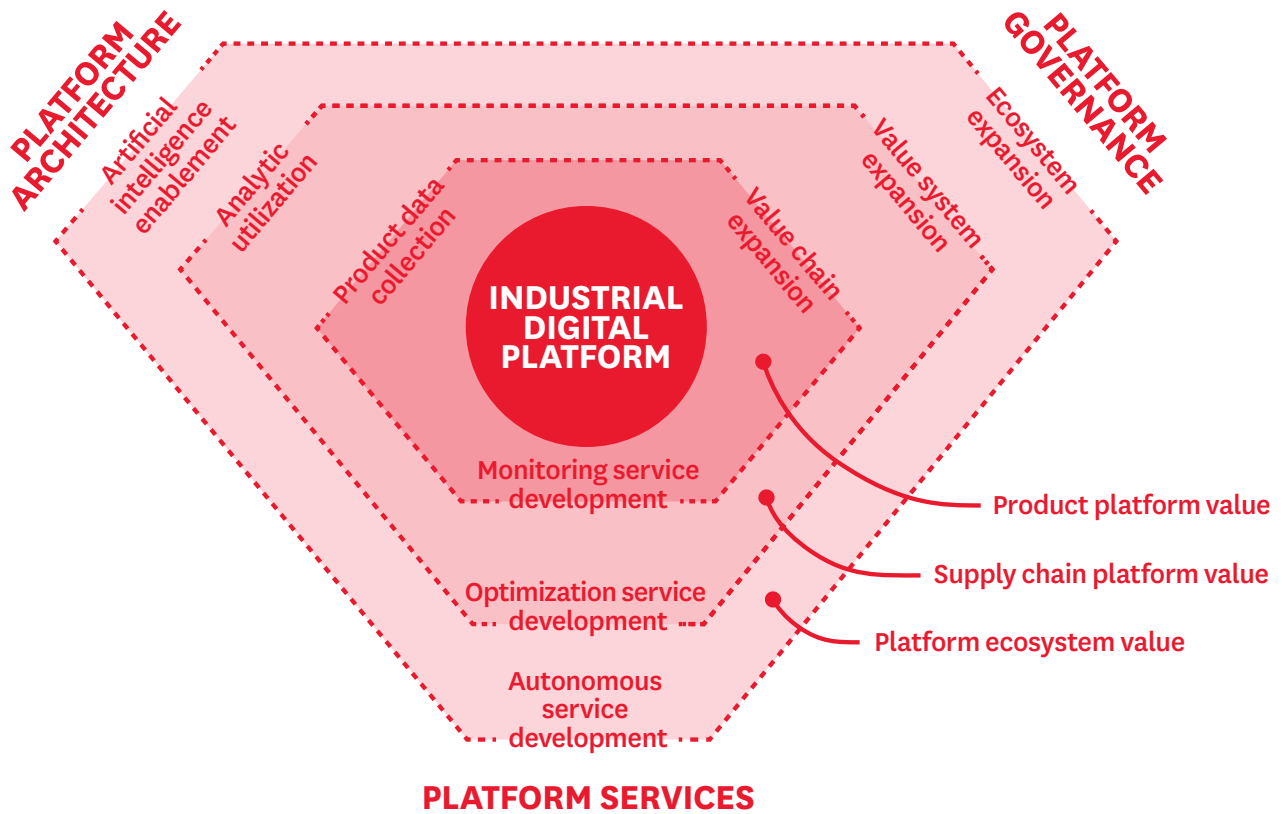 PLATFORM
ARCHITECTURE
PLATFORM
GOVERNANCE
Artificial
intelligence
enablement
Analytic
utilization
Product data
collection
Value chain
expansion
Value system
expansion
Ecosystem
expansion
INDUSTRIAL
DIGITAL
PLATFORM
Monitoring service
development
Product platform value
Supply chain platform value
Optimization service
development
Platform ecosystem value
Autonomous
service
development
PLATFORM SERVICES